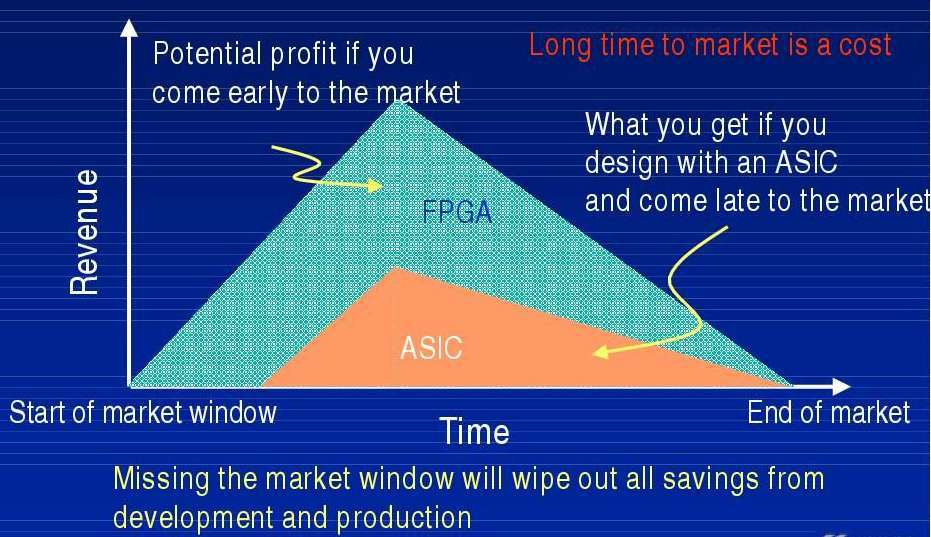 Potential profit if you
come early to the market
Long time to market is a cost
What you get if you
design with an ASIC
and come late to the market
Revenue
FPGA
ASIC
Start of market window
Time
End of market
Missing the market window will wipe out all savings from
development and production